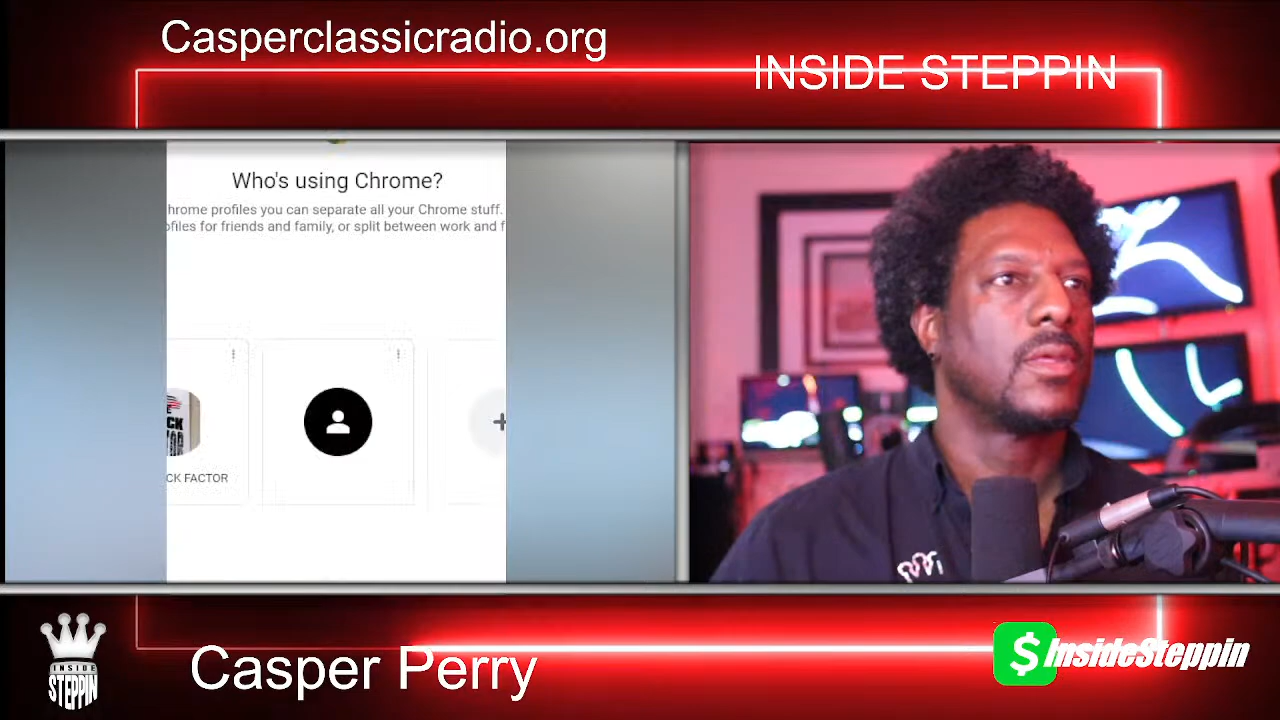 Casperclassicradio.org
INSIDE STEPPIN
Who's using Chrome?
hrome profiles you can separate all your Chrome stuff.
ofiles for friends and family, or split between work and f
CK
CK FACTOR
Casper Perry
INSIDE
STEPPIN
$InsideSteppin